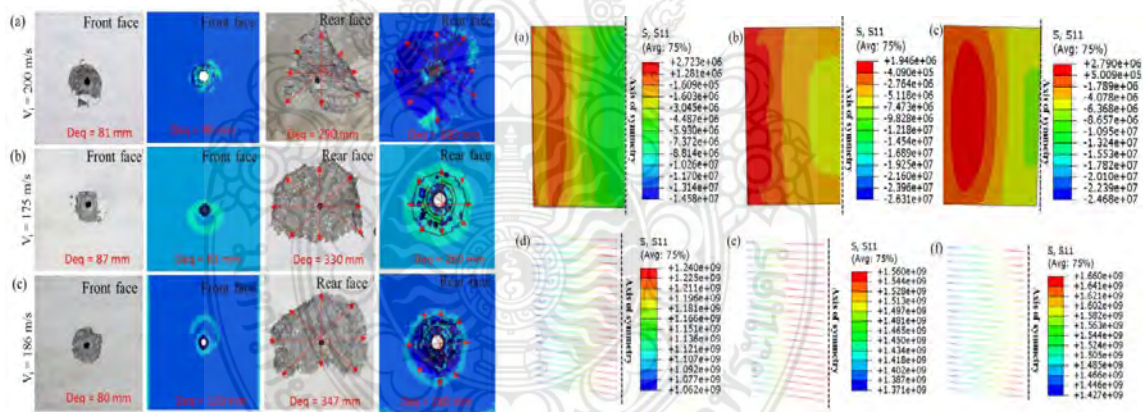 (a)
Front face
Front face
Rear face
Rear face
Vᵢ = 200 m/s
Deq = 81 mm
Deq = 290 mm
(b)
Front face
Front face
Rear face
Rear face
Vᵢ = 175 m/s
Deq = 87 mm
Deq = 330 mm
(c)
Front face
Front face
Rear face
Rear face
Vᵢ = 186 m/s
Deq = 80 mm
Deq = 347 mm
(a)
S, S11
(Avg: 75%)
+2.723e+06
+1.281e+06
-1.609e+05
-1.603e+06
-3.045e+06
-4.487e+06
-5.930e+06
-7.372e+06
-8.814e+06
-1.026e+07
-1.170e+07
-1.314e+07
-1.458e+07
Axis of symmetry
(b)
S, S11
(Avg: 75%)
+1.946e+06
-4.090e+05
-2.764e+06
-5.118e+06
-7.473e+06
-9.828e+06
-1.218e+07
-1.454e+07
-1.689e+07
-1.925e+07
-2.160e+07
-2.396e+07
-2.631e+07
Axis of symmetry
(c)
S, S11
(Avg: 75%)
+2.790e+06
+5.009e+05
-1.789e+06
-4.078e+06
-6.368e+06
-8.657e+06
-1.095e+07
-1.324e+07
-1.553e+07
-1.782e+07
-2.010e+07
-2.239e+07
-2.468e+07
Axis of symmetry
(d)
S, S11
(Avg: 75%)
+1.240e+09
+1.225e+09
+1.211e+09
+1.196e+09
+1.181e+09
+1.166e+09
+1.151e+09
+1.136e+09
+1.121e+09
+1.107e+09
+1.092e+09
+1.077e+09
+1.062e+09
Axis of symmetry
(e)
S, S11
(Avg: 75%)
+1.560e+09
+1.544e+09
+1.528e+09
+1.513e+09
+1.497e+09
+1.481e+09
+1.465e+09
+1.450e+09
+1.434e+09
+1.418e+09
+1.402e+09
+1.387e+09
+1.371e+09
Axis of symmetry
(f)
S, S11
(Avg: 75%)
+1.660e+09
+1.641e+09
+1.621e+09
+1.602e+09
+1.582e+09
+1.563e+09
+1.544e+09
+1.524e+09
+1.505e+09
+1.485e+09
+1.466e+09
+1.446e+09
+1.427e+09
Axis of symmetry